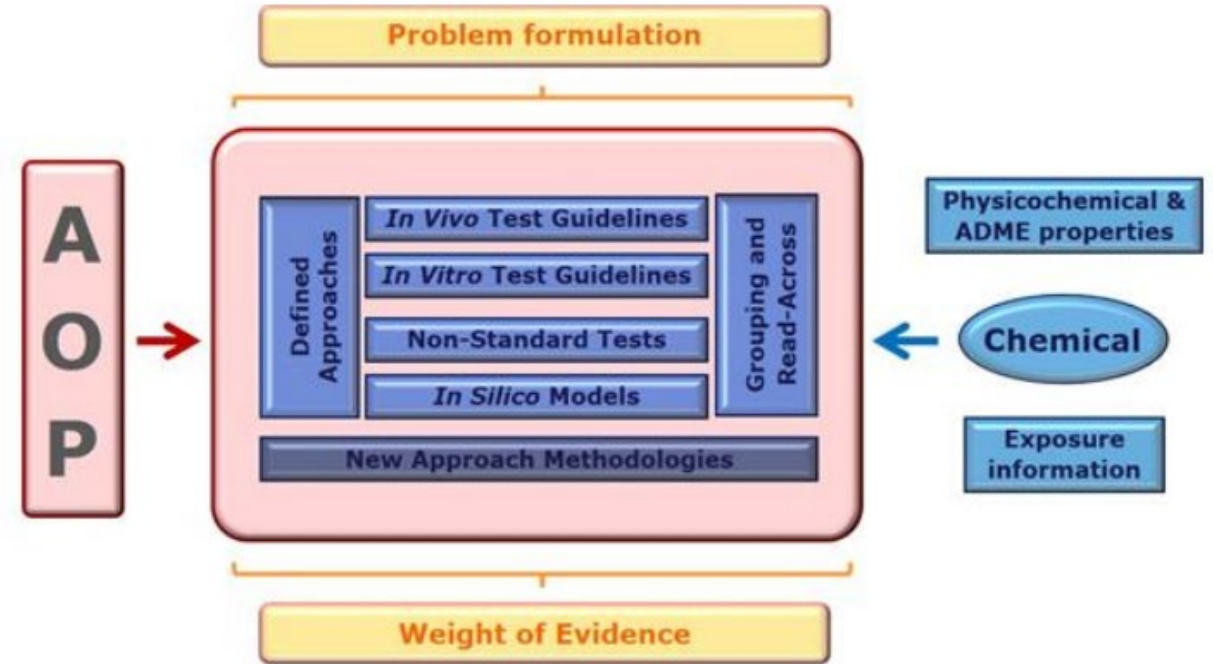 Problem formulation
A
O
P
Defined
Approaches
In Vivo Test Guidelines
In Vitro Test Guidelines
Non-Standard Tests
In Silico Models
Grouping and
Read-Across
New Approach Methodologies
Physicochemical &
ADME properties
Chemical
Exposure
information
Weight of Evidence